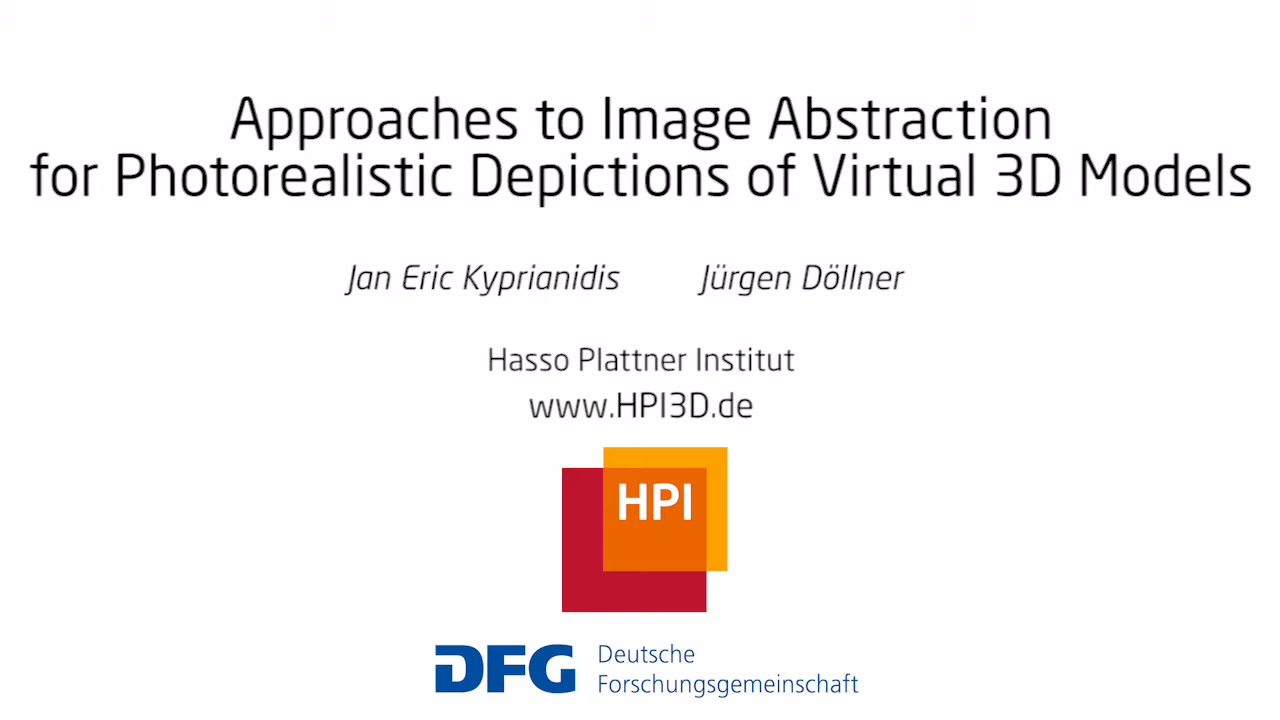 Approaches to Image Abstraction
for Photorealistic Depictions of Virtual 3D Models
Jan Eric Kyprianidis Jürgen Döllner
Hasso Plattner Institut
www.HPI3D.de
HPI
DFG Deutsche
Forschungsgemeinschaft